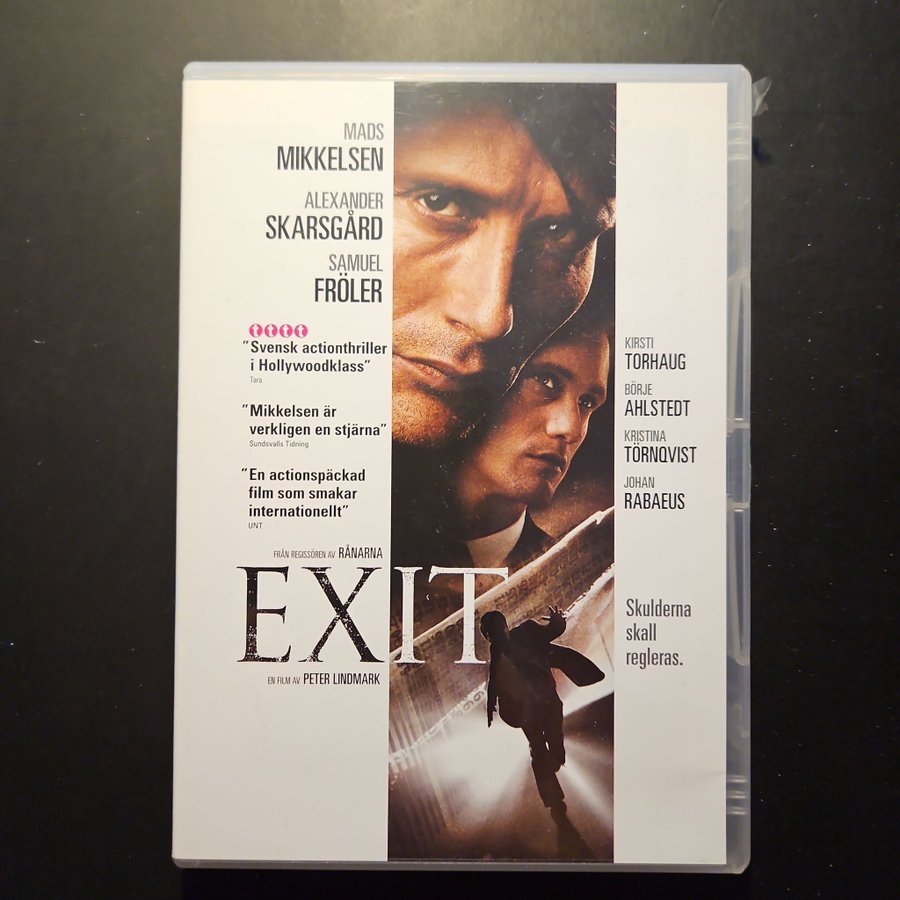 MADS
MIKKELSEN
ALEXANDER
SKARSGÅRD
SAMUEL
FRÖLER
tttt
”Svensk actionthriller
i Hollywoodklass”
Tara
”Mikkelsen är
verkligen en stjärna”
Sundsvalls Tidning
”En actionspäckad
film som smakar
internationellt”
UNT
FRÅN REGISSÖREN AV RÅNARNA
EXIT
EN FILM AV PETER LINDMARK
KIRSTI
TORHAUG
BÖRJE
AHLSTEDT
KRISTINA
TÖRNQVIST
JOHAN
RABAEUS
Skulderna
skall
regleras.